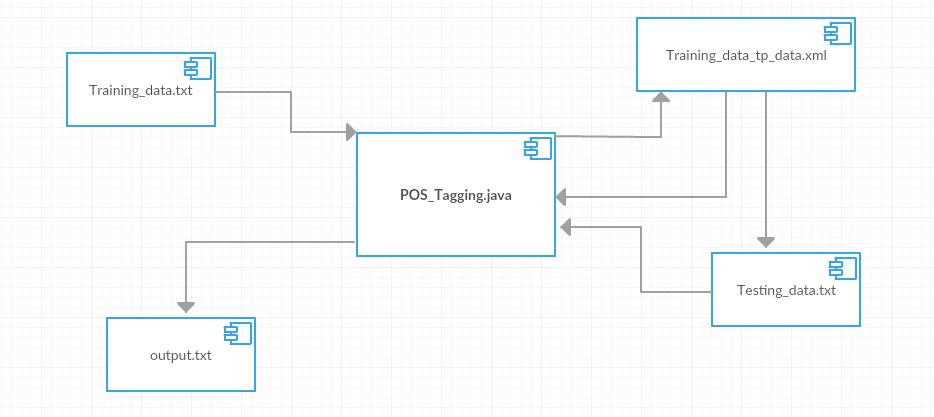 Training_data_tp_data.xml
Training_data.txt
POS_Tagging.java
Testing_data.txt
output.txt